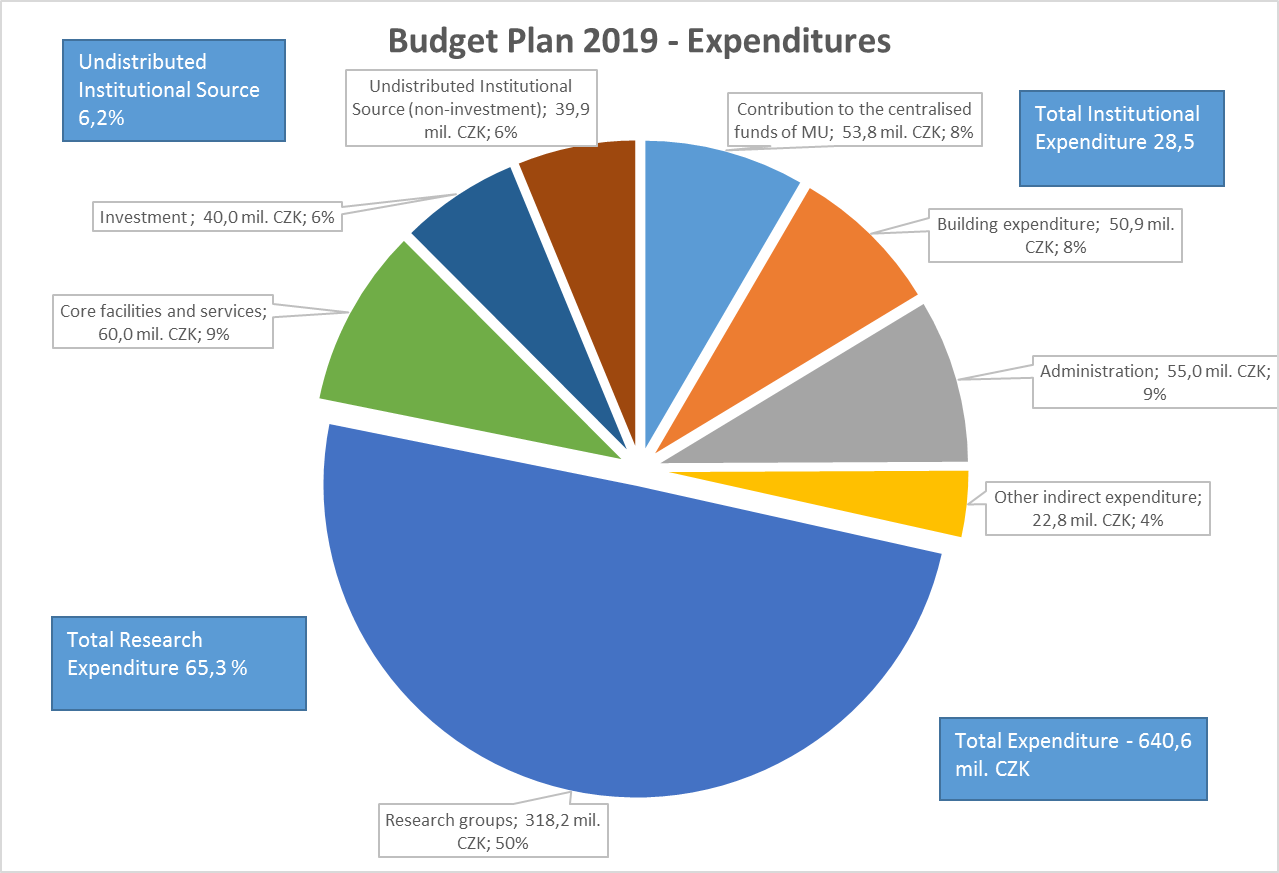 Budget Plan 2019 - Expenditures
Undistributed
Institutional Source
6,2%
Undistributed Institutional
Source (non-investment);  39,9
mil. CZK; 6%
Contribution to the centralised
funds of MU;  53,8 mil. CZK; 8%
Total Institutional
Expenditure 28,5
Investment ;  40,0 mil. CZK; 6%
Building expenditure;  50,9 mil.
CZK; 8%
Core facilities and services;
60,0 mil. CZK; 9%
Administration;  55,0 mil. CZK;
9%
Other indirect expenditure;
22,8 mil. CZK; 4%
Total Research
Expenditure 65,3 %
Total Expenditure - 640,6
mil. CZK
Research groups;  318,2 mil.
CZK; 50%